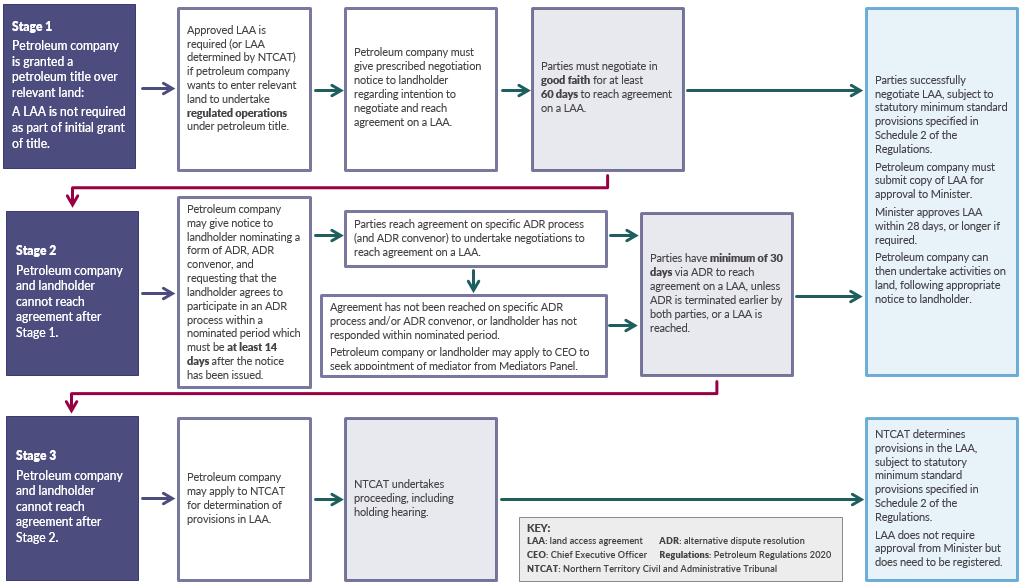 Stage 1
Petroleum company
is granted a
petroleum title over
relevant land:
A LAA is not required
as part of initial grant
of title.
Approved LAA is
required (or LAA
determined by NTCAT)
if petroleum company
wants to enter relevant
land to undertake
regulated operations
under petroleum title.
Petroleum company must
give prescribed negotiation
notice to landholder
regarding intention to
negotiate and reach
agreement on a LAA.
Parties must negotiate in
good faith for at least
60 days to reach agreement
on a LAA.
Parties successfully
negotiate LAA, subject to
statutory minimum standard
provisions specified in
Schedule 2 of the
Regulations.
Petroleum company must
submit copy of LAA for
approval to Minister.
Minister approves LAA
within 28 days, or longer if
required.
Petroleum company can
then undertake activities on
land, following appropriate
notice to landholder.
Stage 2
Petroleum company
and landholder
cannot reach
agreement after
Stage 1.
Petroleum company
may give notice to
landholder nominating a
form of ADR, ADR
convenor, and
requesting that the
landholder agrees to
participate in an ADR
process within a
nominated period which
must be at least 14
days after the notice
has been issued.
Parties reach agreement on specific ADR process
(and ADR convenor) to undertake negotiations to
reach agreement on a LAA.
Agreement has not been reached on specific ADR
process and/or ADR convenor, or landholder has not
responded within nominated period.
Petroleum company or landholder may apply to CEO to
seek appointment of mediator from Mediators Panel.
Parties have minimum of 30
days via ADR to reach
agreement on a LAA, unless
ADR is terminated earlier by
both parties, or a LAA is
reached.
Stage 3
Petroleum company
and landholder
cannot reach
agreement after
Stage 2.
Petroleum company
may apply to NTCAT
for determination of
provisions in LAA.
NTCAT undertakes
proceeding, including
holding hearing.
NTCAT determines
provisions in the LAA,
subject to statutory
minimum standard
provisions specified in
Schedule 2 of the
Regulations.
LAA does not require
approval from Minister but
does need to be registered.
KEY:
LAA: land access agreement ADR: alternative dispute resolution
CEO: Chief Executive Officer Regulations: Petroleum Regulations 2020
NTCAT: Northern Territory Civil and Administrative Tribunal